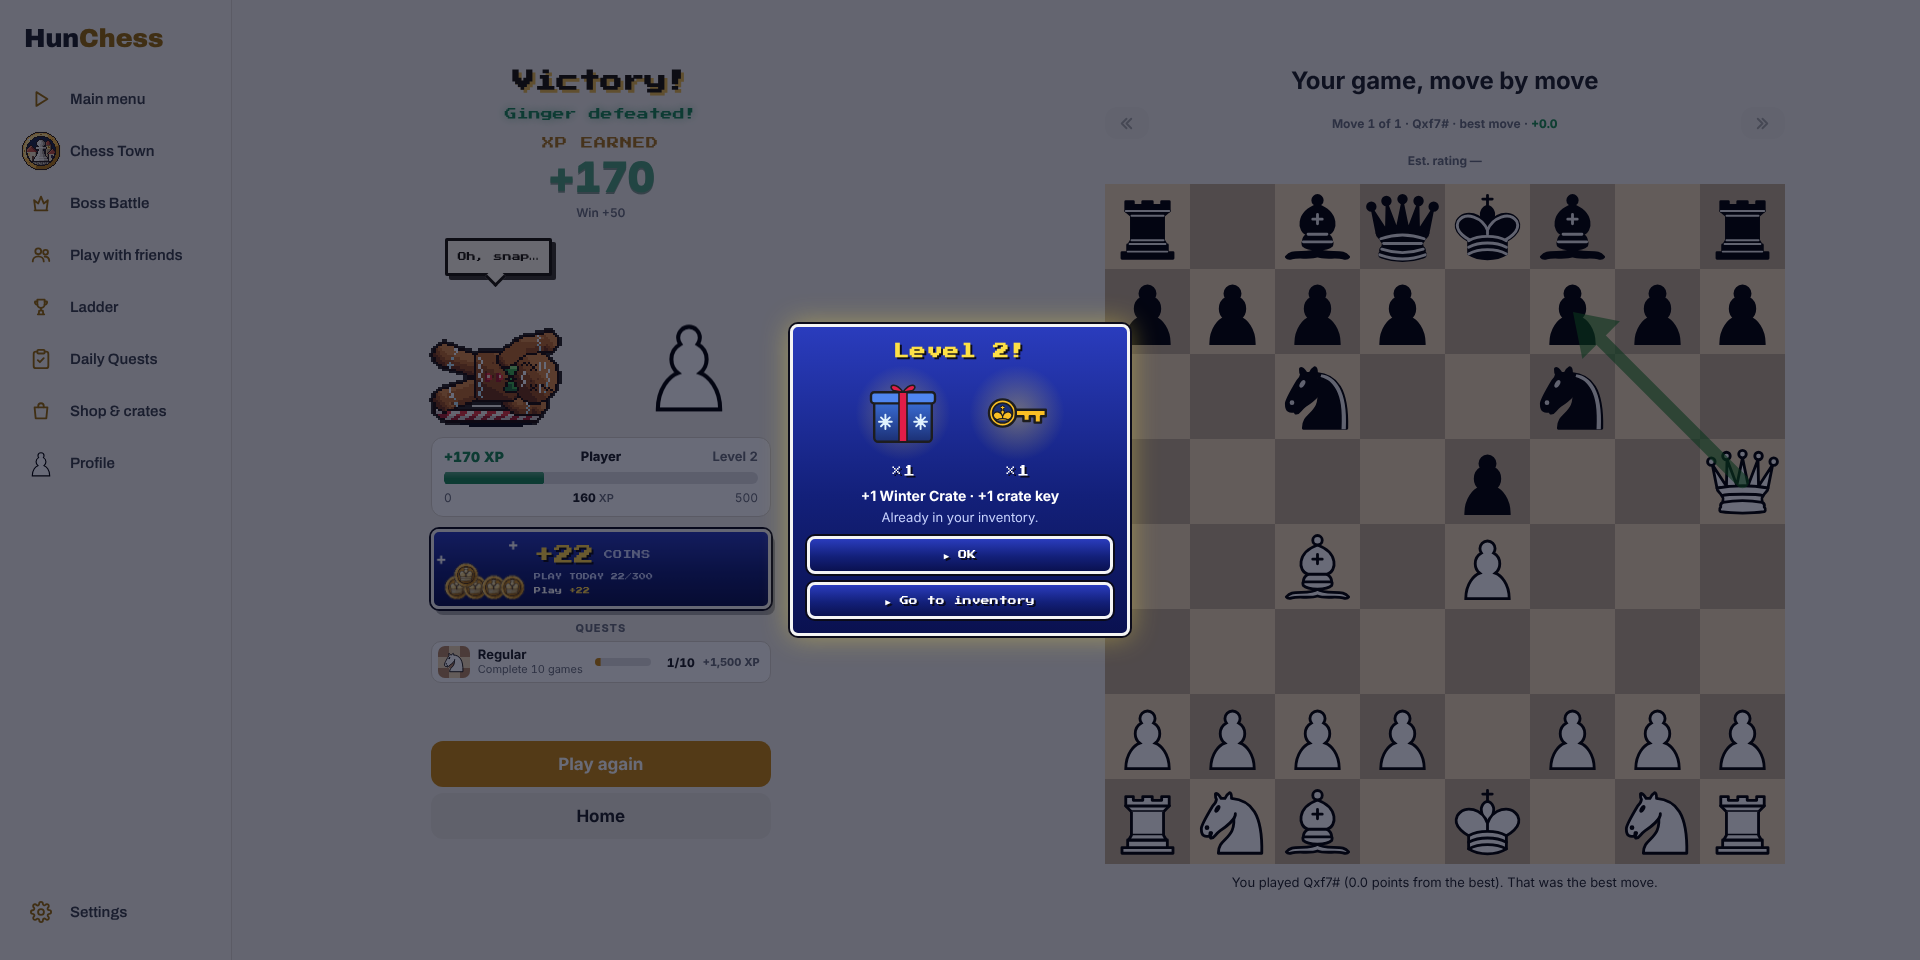 HunChess
Main menu
Chess Town
Boss Battle
Play with friends
Ladder
Daily Quests
Shop & crates
Profile
Settings
Victory!
Ginger defeated!
XP EARNED
+170
Win +50
Oh, snap…
+170 XP
Player
Level 2
0
160 XP
500
+22 COINS
PLAY TODAY 22/300
Play +22
QUESTS
Regular
Complete 10 games
1/10
+1,500 XP
Play again
Home
Level 2!
×1
×1
+1 Winter Crate · +1 crate key
Already in your inventory.
▸ OK
▸ Go to inventory
Your game, move by move
«
Move 1 of 1 · Qxf7# · best move · +0.0
»
Est. rating —
You played Qxf7# (0.0 points from the best). That was the best move.